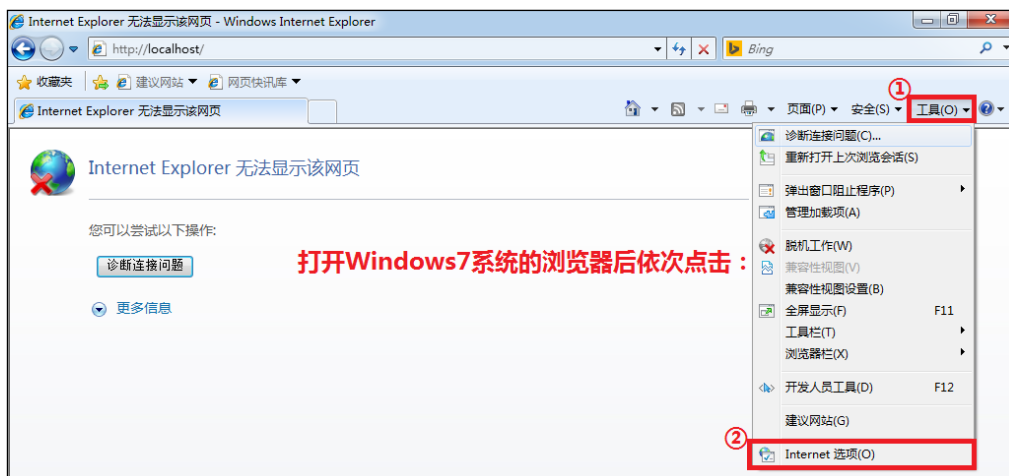 Internet Explorer 无法显示该网页 - Windows Internet Explorer
http://localhost/
Bing
收藏夹 建议网站 网页快讯库
Internet Explorer 无法显示该网页
页面(P) 安全(S) ① 工具(O)
诊断连接问题(C)...
重新打开上次浏览会话(S)
Internet Explorer 无法显示该网页
弹出窗口阻止程序(P)
管理加载项(A)
您可以尝试以下操作:
诊断连接问题
打开Windows7系统的浏览器后依次点击：
脱机工作(W)
兼容性视图(V)
兼容性视图设置(B)
更多信息
全屏显示(F) F11
工具栏(T)
浏览器栏(X)
开发人员工具(D) F12
建议网站(G)
② Internet 选项(O)